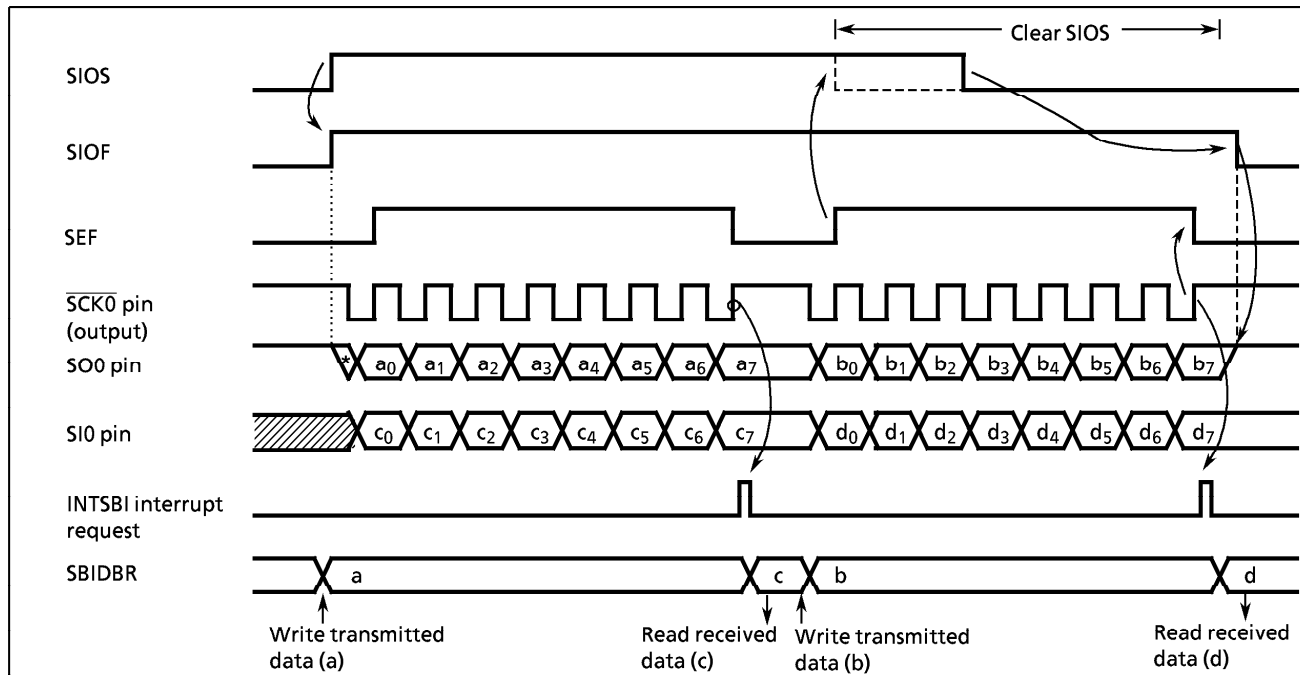 Clear SIOS
SIOS
SIOF
SEF
SCK0 pin
(output)
SO0 pin
* a0 a1 a2 a3 a4 a5 a6 a7 b0 b1 b2 b3 b4 b5 b6 b7
SI0 pin
c0 c1 c2 c3 c4 c5 c6 c7 d0 d1 d2 d3 d4 d5 d6 d7
INTSBI interrupt
request
SBIDBR
a c b d
Write transmitted
data (a)
Read received
data (c)
Write transmitted
data (b)
Read received
data (d)